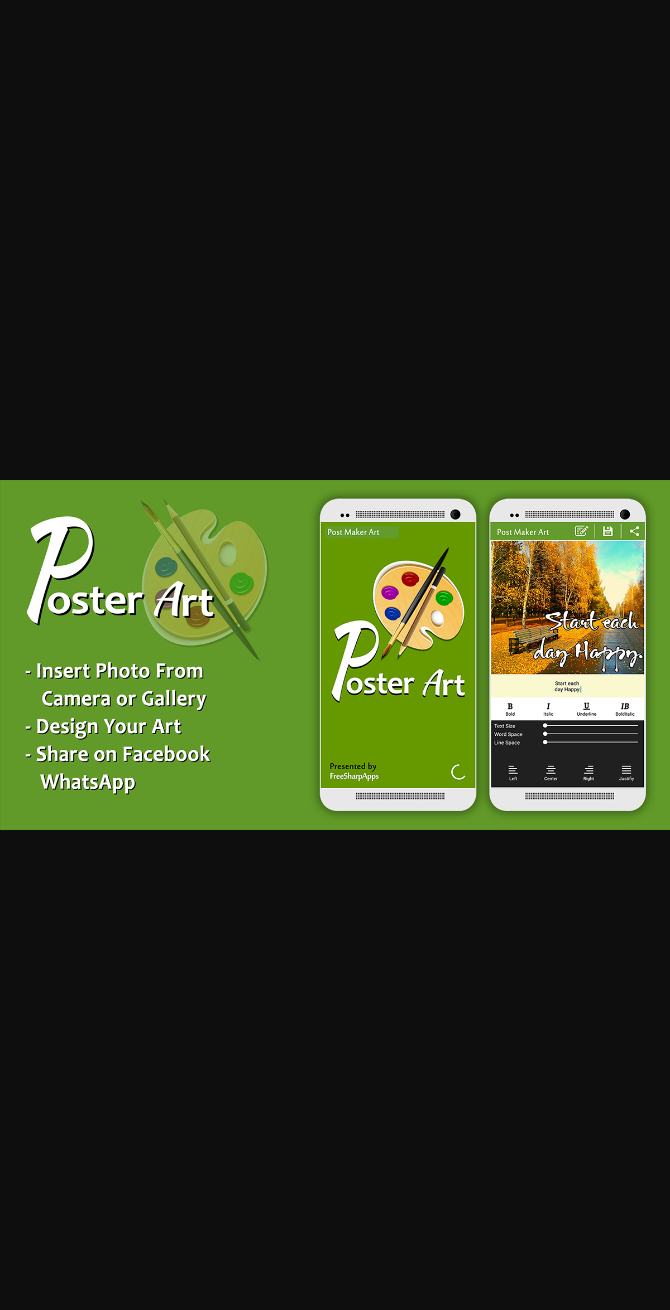 Poster Art
- Insert Photo From
Camera or Gallery
- Design Your Art
- Share on Facebook
WhatsApp
Post Maker Art
Poster Art
Presented by
FreeSharpApps
Post Maker Art
Start each
day Happy.
Start each
day Happy
B I U IB
Bold Italic Underline BoldItalic
Text Size
Word Space
Line Space
Left Center Right Justify